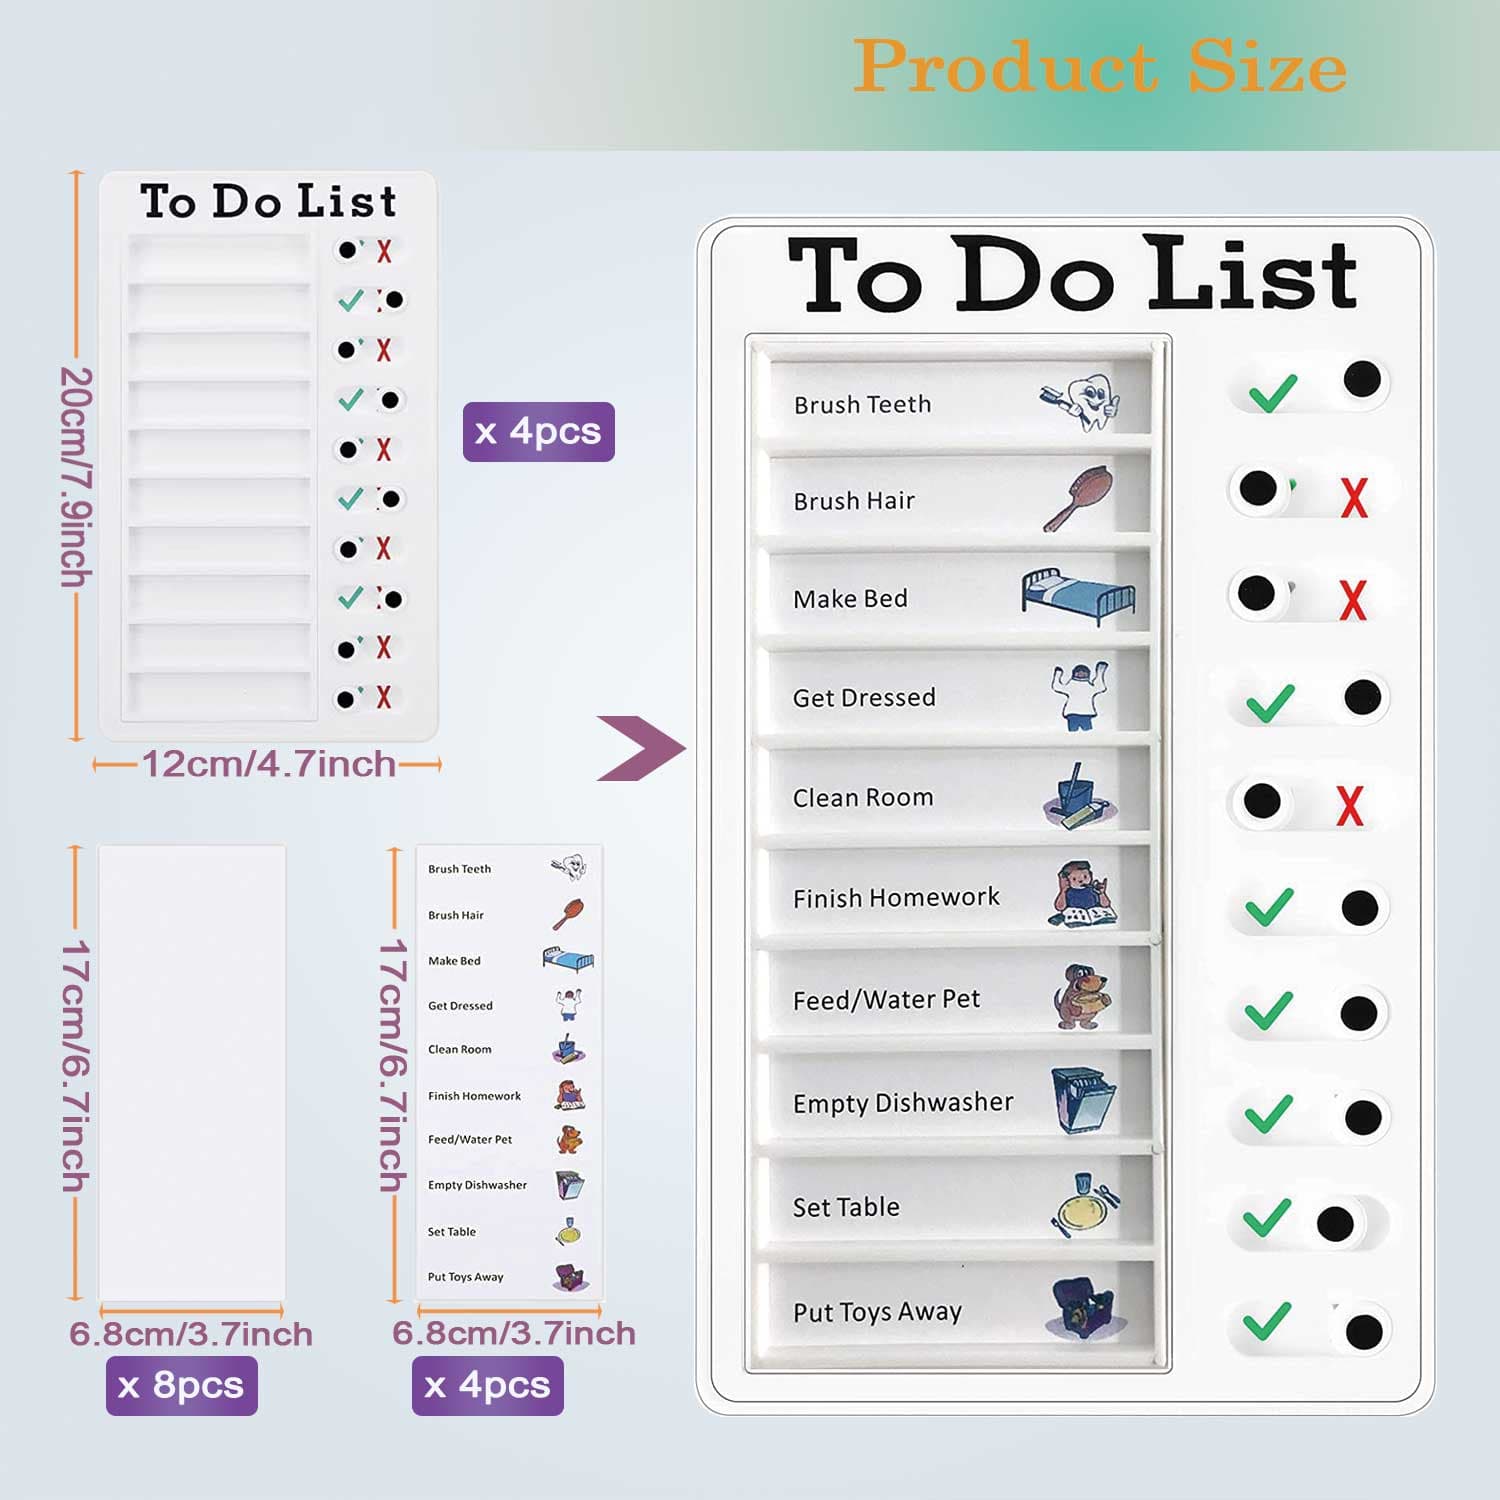 Product Size
To Do List
X
X
X
X
X
X
20cm/7.9inch
12cm/4.7inch
x 4pcs
17cm/6.7inch
6.8cm/3.7inch
x 8pcs
17cm/6.7inch
Brush Teeth
Brush Hair
Make Bed
Get Dressed
Clean Room
Finish Homework
Feed/Water Pet
Empty Dishwasher
Set Table
Put Toys Away
6.8cm/3.7inch
x 4pcs
To Do List
Brush Teeth
Brush Hair X
Make Bed X
Get Dressed
Clean Room X
Finish Homework
Feed/Water Pet
Empty Dishwasher
Set Table
Put Toys Away